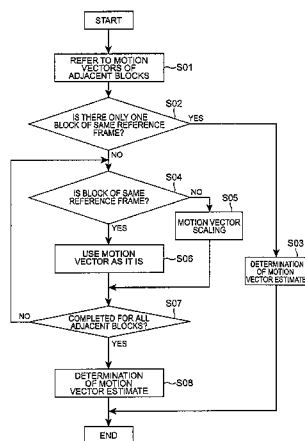 START
REFER TO MOTION
VECTORS OF
ADJACENT BLOCKS
S01
IS THERE ONLY ONE
BLOCK OF SAME REFERENCE
FRAME?
S02
YES
NO
IS BLOCK OF SAME
REFERENCE FRAME?
S04
NO
YES
MOTION VECTOR
SCALING
S05
USE MOTION
VECTOR AS IT IS
S06
DETERMINATION
OF MOTION
VECTOR ESTIMATE
S03
COMPLETED FOR ALL
ADJACENT BLOCKS?
S07
NO
YES
DETERMINATION
OF MOTION
VECTOR ESTIMATE
S08
END